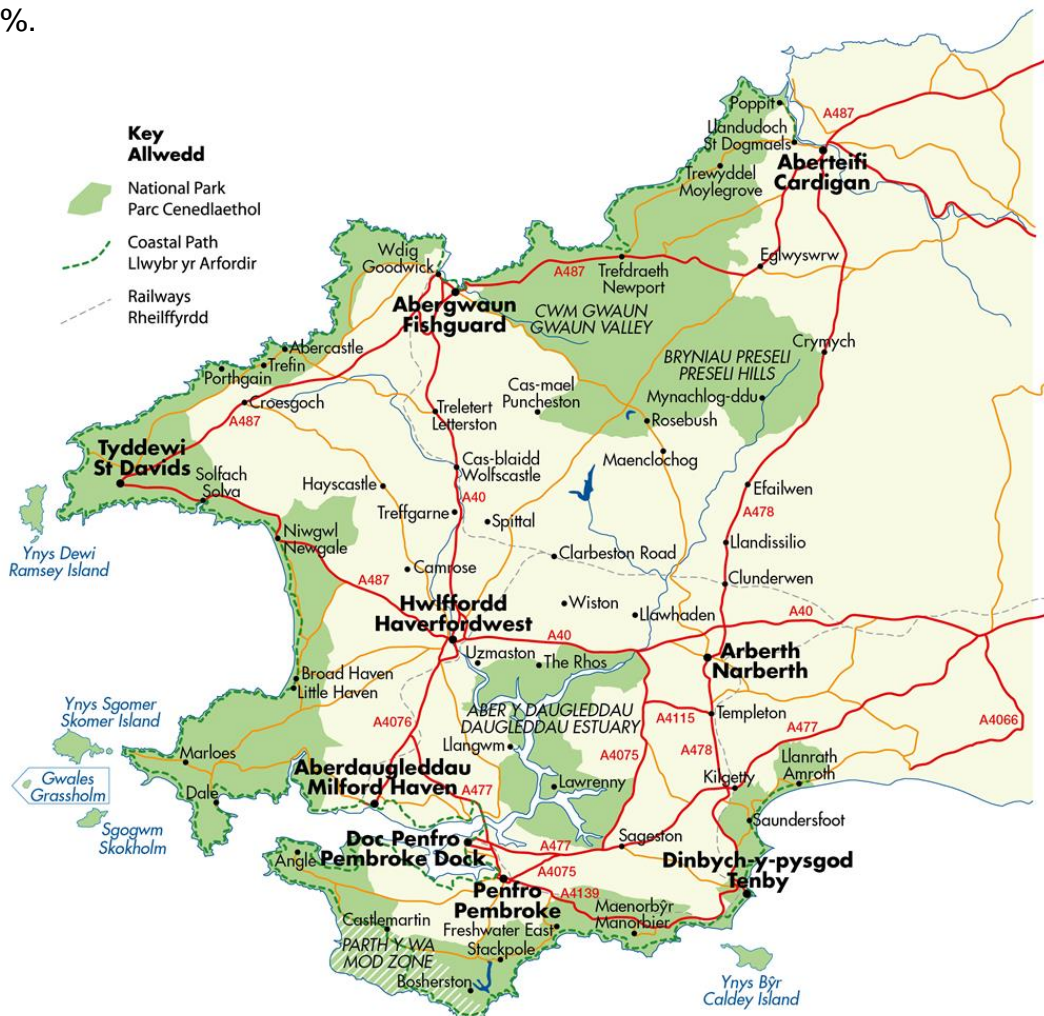 %.
Key
Allwedd
National Park
Parc Cenedlaethol
Coastal Path
Llwybr yr Arfordir
Railways
Rheilffyrdd
Poppit
A487
Llandudoch
St Dogmaels
Aberteifi
Cardigan
Trewyddel
Moylegrove
Wdig
Goodwick
A487
Trefdraeth
Newport
Eglwyswrw
Abergwaun
Fishguard
CWM GWAUN
GWAUN VALLEY
Crymych
BRYNIAU PRESELI
PRESELI HILLS
Abercastle
Trefin
Porthgain
Cas-mael
Puncheston
Mynachlog-ddu
Croesgoch
Treletert
Letterston
Rosebush
A487
Tyddewi
St Davids
Solfach
Solva
Cas-blaidd
Wolfscastle
Maenclochog
Hayscastle
A40
Efailwen
Treffgarne
Spittal
A478
Niwgwl
Newgale
Llandissilio
Ynys Dewi
Ramsey Island
Clarbeston Road
Camrose
A487
Clunderwen
Hwlffordd
Haverfordwest
Wiston
Llawhaden
A40
A40
Uzmaston
The Rhos
Arberth
Narberth
Broad Haven
Little Haven
Ynys Sgomer
Skomer Island
ABER Y DAUGLEDDAU
DAUGLEDDAU ESTUARY
A4076
A4115
Templeton
A477
A4066
Llangwm
A4075
A478
Marloes
Llanrath
Amroth
Gwales
Grassholm
Aberdaugleddau
Milford Haven
A477
Lawrenny
Kilgetty
Dale
Sgogwm
Skokholm
Saundersfoot
Doc Penfro
Pembroke Dock
A477
Sageston
Angle
A4075
Dinbych-y-pysgod
Tenby
Penfro
Pembroke
A4139
Maenorbŷr
Manorbier
Castlemartin
Freshwater East
PARTH Y WA
MOD ZONE
Stackpole
Bosherston
Ynys Bŷr
Caldey Island